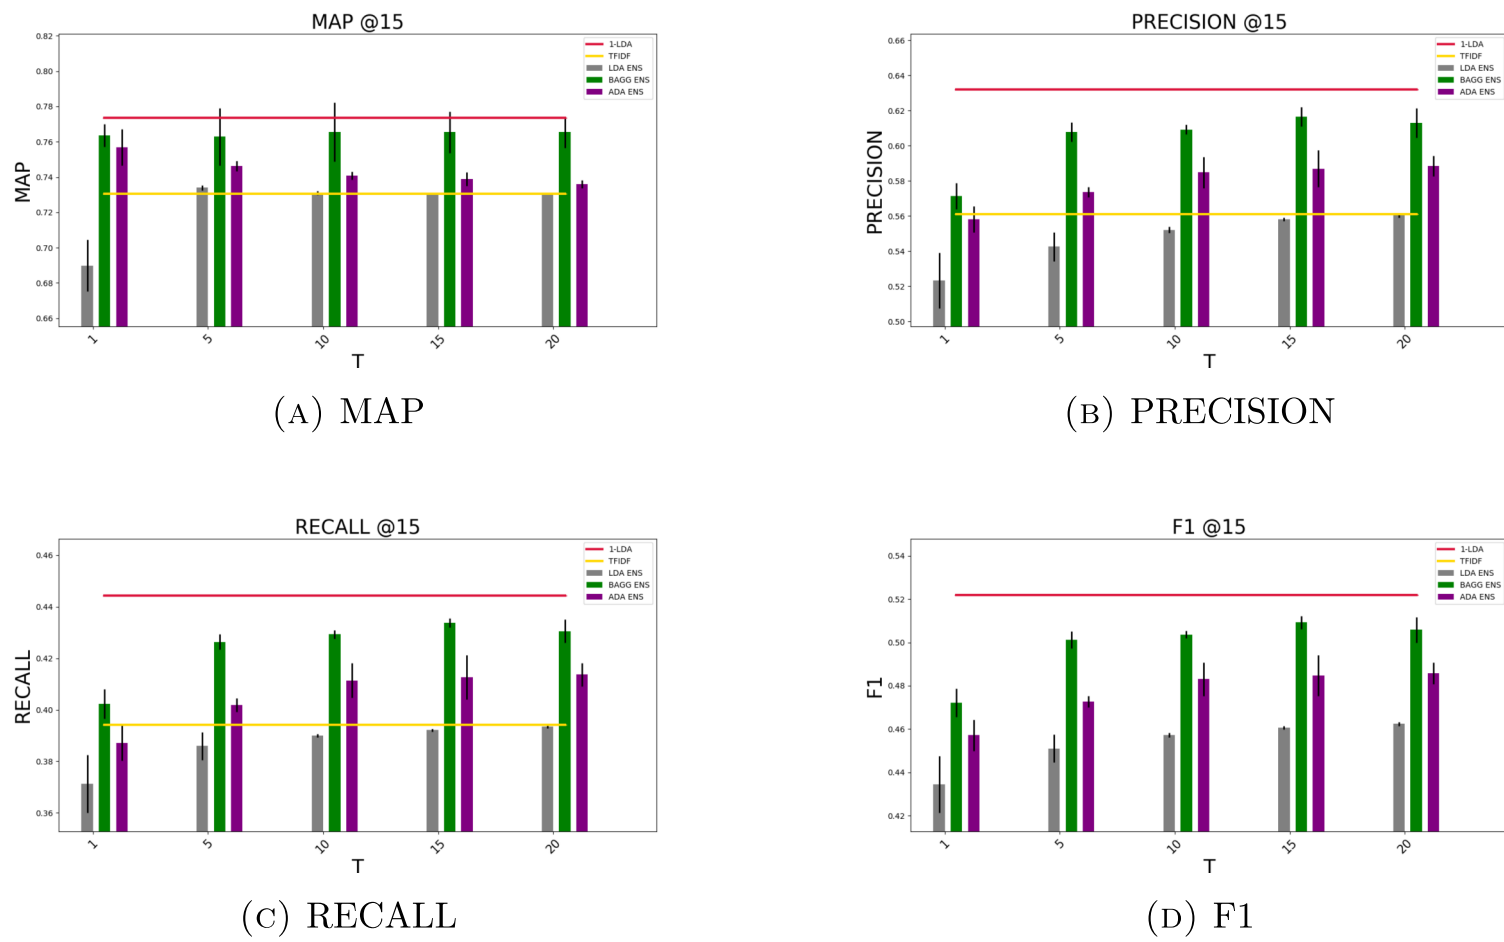 MAP @15
0.82
0.80
0.78
0.76
0.74
0.72
0.70
0.68
0.66
MAP
1-LDA
TFIDF
LDA ENS
BAGG ENS
ADA ENS
1
5
10
15
20
T
(A) MAP
PRECISION @15
0.66
0.64
0.62
0.60
0.58
0.56
0.54
0.52
0.50
PRECISION
1-LDA
TFIDF
LDA ENS
BAGG ENS
ADA ENS
1
5
10
15
20
T
(B) PRECISION
RECALL @15
0.46
0.44
0.42
0.40
0.38
0.36
RECALL
1-LDA
TFIDF
LDA ENS
BAGG ENS
ADA ENS
1
5
10
15
20
T
(C) RECALL
F1 @15
0.54
0.52
0.50
0.48
0.46
0.44
0.42
F1
1-LDA
TFIDF
LDA ENS
BAGG ENS
ADA ENS
1
5
10
15
20
T
(D) F1